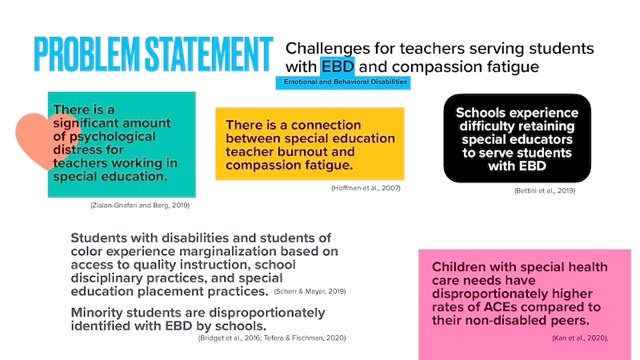 PROBLEM STATEMENT
Challenges for teachers serving students
with EBD and compassion fatigue
Emotional and Behavioral Disabilities
There is a
significant amount
of psychological
distress for
teachers working in
special education.
(Ziaian-Ghafari and Berg, 2019)
There is a connection
between special education
teacher burnout and
compassion fatigue.
(Hoffman et al., 2007)
Schools experience
difficulty retaining
special educators
to serve students
with EBD
(Bettini et al., 2019)
Students with disabilities and students of
color experience marginalization based on
access to quality instruction, school
disciplinary practices, and special
education placement practices. (Scherr & Mayer, 2019)
Minority students are disproportionately
identified with EBD by schools.
(Bridget et al., 2016; Tefera & Fischman, 2020)
Children with special health
care needs have
disproportionately higher
rates of ACEs compared to
their non-disabled peers.
(Kan et al., 2020).